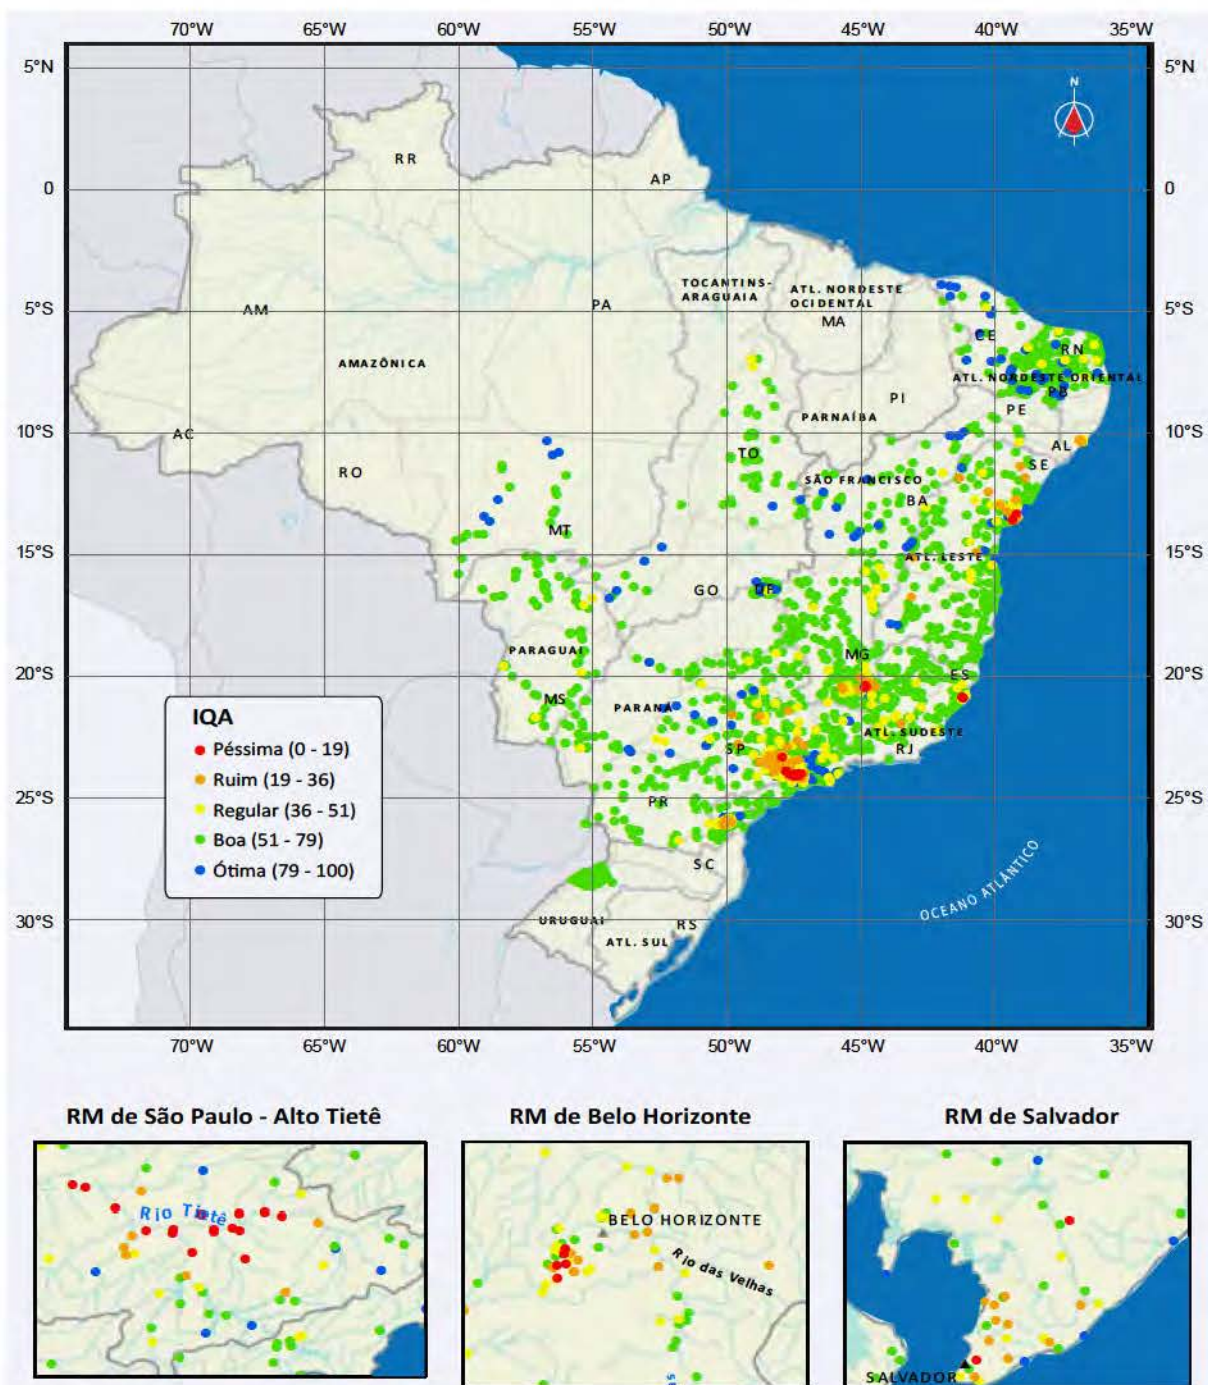 70°W 65°W 60°W 55°W 50°W 45°W 40°W 35°W
5°N 5°N
N
RR
AP
0 0
TOCANTINS-
ARAGUAIA
ATL. NORDESTE
OCIDENTAL
5°S AM PA MA 5°S
CE
RN
AMAZÔNICA
ATL. NORDESTE ORIENTAL
PB
PI
PE
PARNAÍBA
10°S AC 10°S
AL
TO
SE
RO
SÃO FRANCISCO
BA
MT
15°S ATL. LESTE 15°S
GO DF
PARAGUAI
MG
20°S ES 20°S
MS
PARANÁ
IQA
Péssima (0 - 19)
Ruim (19 - 36)
Regular (36 - 51)
Boa (51 - 79)
Ótima (79 - 100)
ATL. SUDESTE
SP RJ
25°S PR 25°S
SC
OCEANO ATLÂNTICO
30°S URUGUAI 30°S
RS
ATL. SUL
70°W 65°W 60°W 55°W 50°W 45°W 40°W 35°W
RM de São Paulo - Alto Tietê
Rio Tietê
RM de Belo Horizonte
BELO HORIZONTE
Rio das Velhas
RM de Salvador
SALVADOR